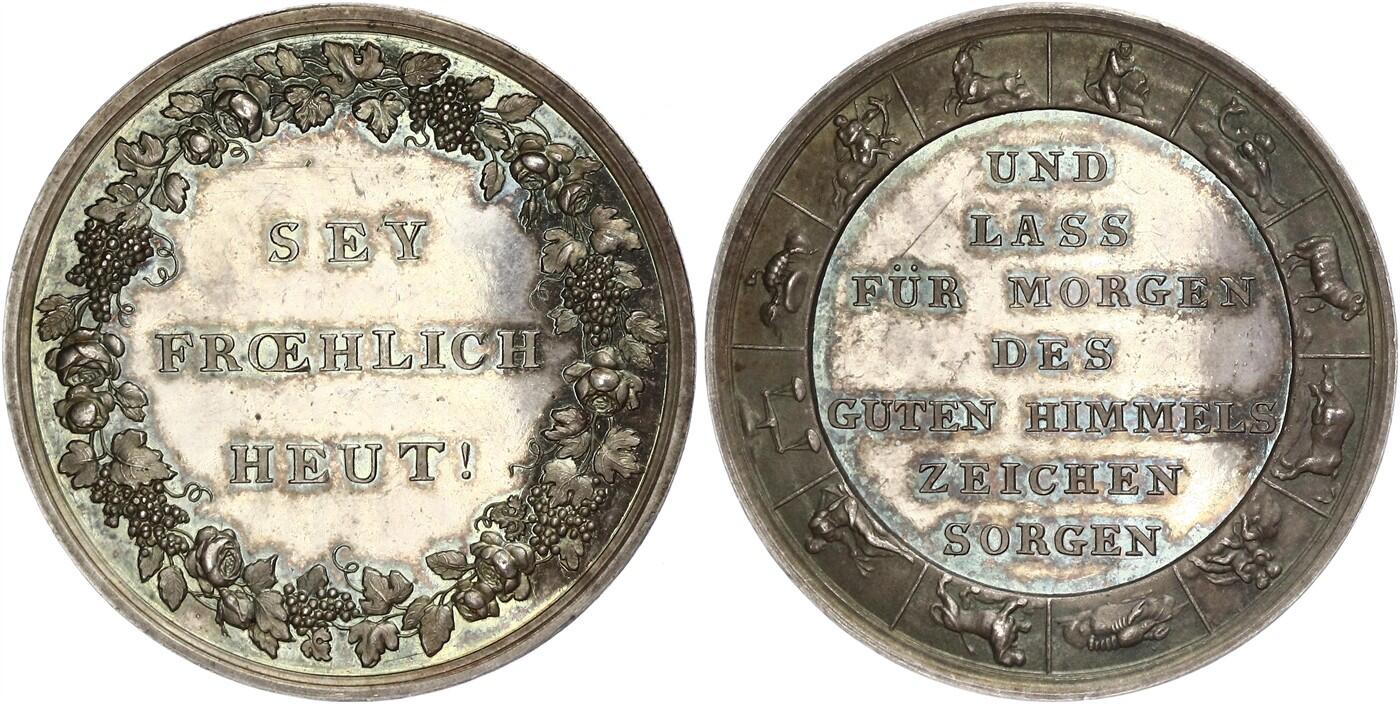 SEY
FRŒHLICH
HEUT!
UND
LASS
FÜR MORGEN
DES
GUTEN HIMMELS
ZEICHEN
SORGEN